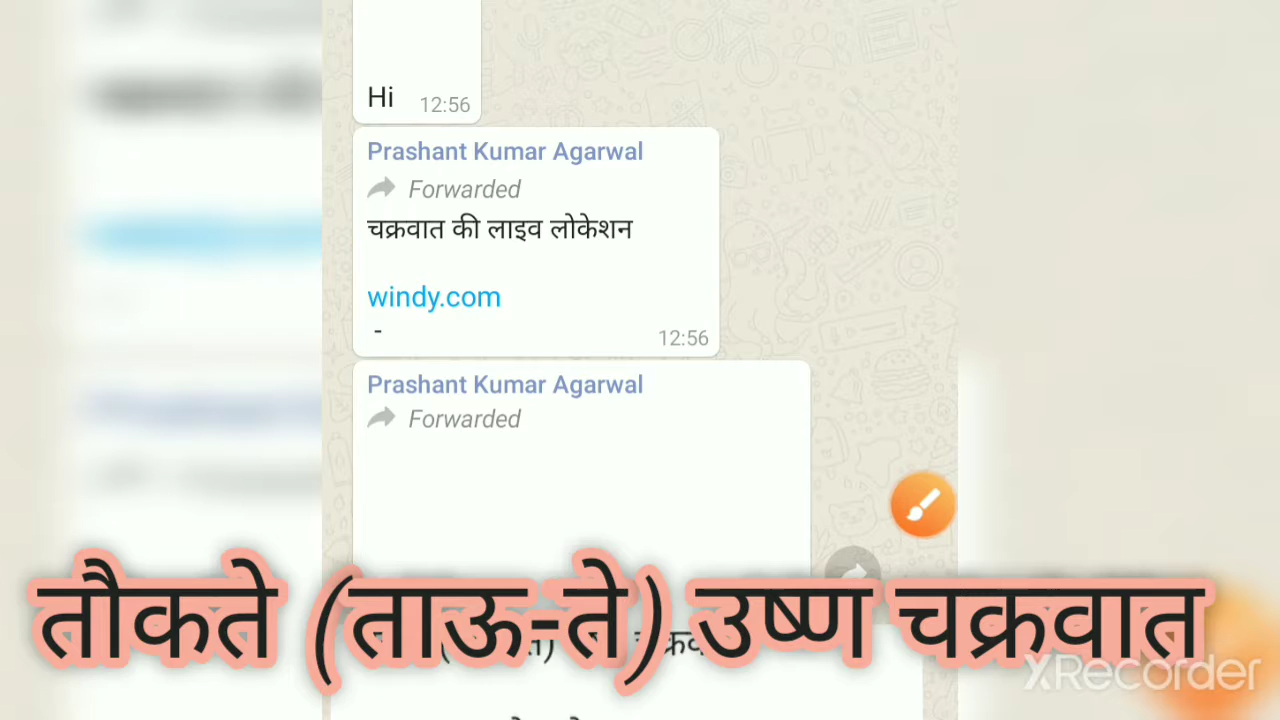 Hi 12:56
Prashant Kumar Agarwal
Forwarded
चक्रवात की लाइव लोकेशन
windy.com
-
12:56
Prashant Kumar Agarwal
Forwarded
तौकते (ताऊ-ते) उष्ण चक्रवात
XRecorder